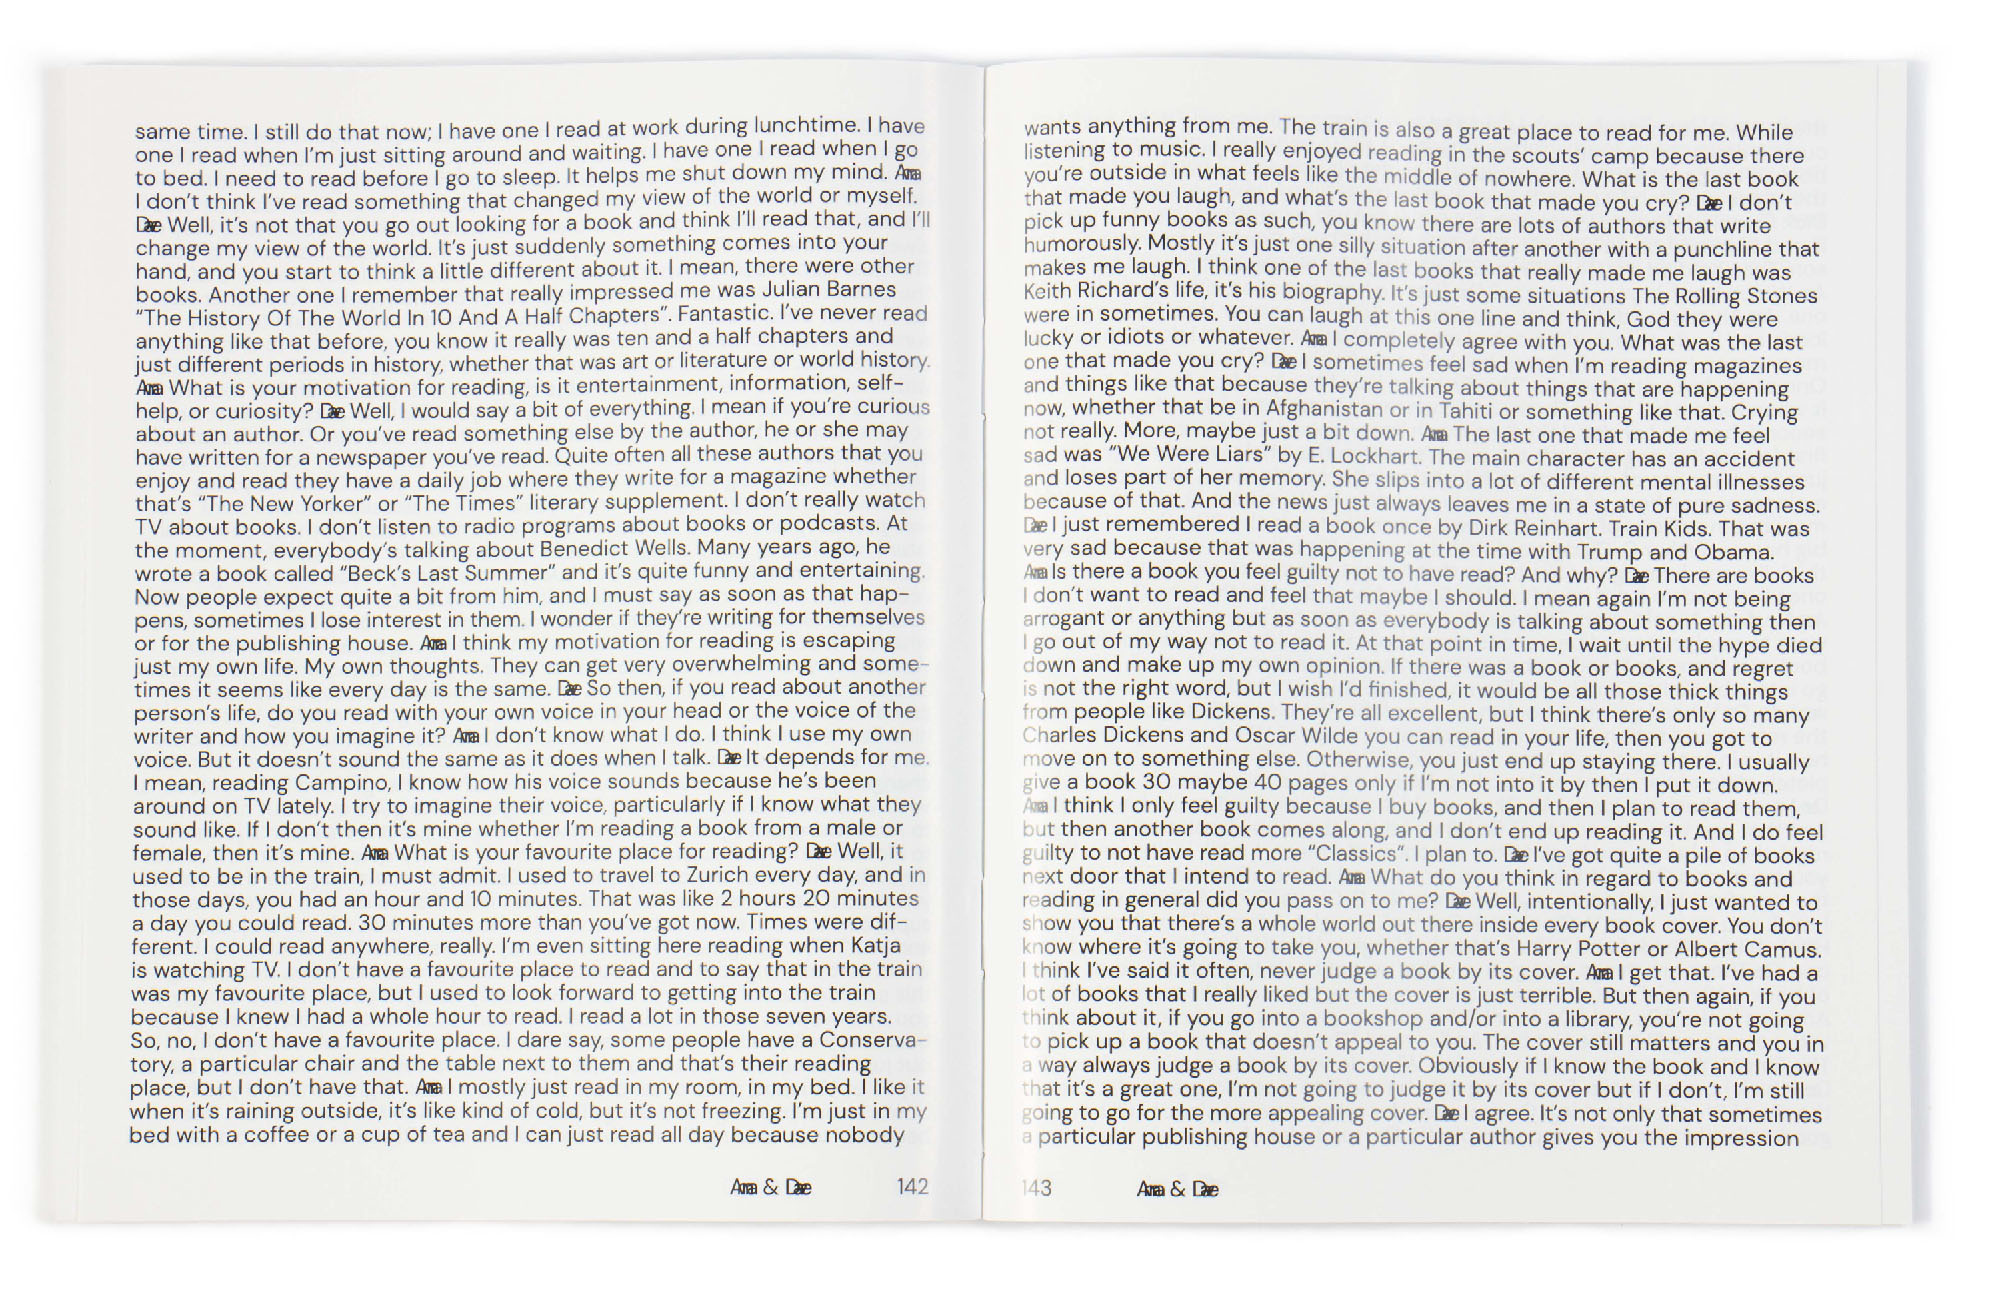 same time. I still do that now; I have one I read at work during lunchtime. I have
one I read when I'm just sitting around and waiting. I have one I read when I go
to bed. I need to read before I go to sleep. It helps me shut down my mind.
I don't think I've read something that changed my view of the world or myself.
Well, it's not that you go out looking for a book and think I'll read that, and I'll
change my view of the world. It's just suddenly something comes into your
hand, and you start to think a little different about it. I mean, there were other
books. Another one I remember that really impressed me was Julian Barnes
"The History Of The World In 10 And A Half Chapters". Fantastic. I've never read
anything like that before, you know it really was ten and a half chapters and
just different periods in history, whether that was art or literature or world history.
What is your motivation for reading, is it entertainment, information, self-
help, or curiosity? Well, I would say a bit of everything. I mean if you're curious
about an author. Or you've read something else by the author, he or she may
have written for a newspaper you've read. Quite often all these authors that you
enjoy and read they have a daily job where they write for a magazine whether
that's "The New Yorker" or "The Times" literary supplement. I don't really watch
TV about books. I don't listen to radio programs about books or podcasts. At
the moment, everybody's talking about Benedict Wells. Many years ago, he
wrote a book called "Beck's Last Summer" and it's quite funny and entertaining.
Now people expect quite a bit from him, and I must say as soon as that hap-
pens, sometimes I lose interest in them. I wonder if they're writing for themselves
or for the publishing house. I think my motivation for reading is escaping
just my own life. My own thoughts. They can get very overwhelming and some-
times it seems like every day is the same. So then, if you read about another
person's life, do you read with your own voice in your head or the voice of the
writer and how you imagine it? I don't know what I do. I think I use my own
voice. But it doesn't sound the same as it does when I talk. It depends for me.
I mean, reading Campino, I know how his voice sounds because he's been
around on TV lately. I try to imagine their voice, particularly if I know what they
sound like. If I don't then it's mine whether I'm reading a book from a male or
female, then it's mine. What is your favourite place for reading? Well, it
used to be in the train, I must admit. I used to travel to Zurich every day, and in
those days, you had an hour and 10 minutes. That was like 2 hours 20 minutes
a day you could read. 30 minutes more than you've got now. Times were dif-
ferent. I could read anywhere, really. I'm even sitting here reading when Katja
is watching TV. I don't have a favourite place to read and to say that in the train
was my favourite place, but I used to look forward to getting into the train
because I knew I had a whole hour to read. I read a lot in those seven years.
So, no, I don't have a favourite place. I dare say, some people have a Conserva-
tory, a particular chair and the table next to them and that's their reading
place, but I don't have that. I mostly just read in my room, in my bed. I like it
when it's raining outside, it's like kind of cold, but it's not freezing. I'm just in my
bed with a coffee or a cup of tea and I can just read all day because nobody
& 142
wants anything from me. The train is also a great place to read for me. While
listening to music. I really enjoyed reading in the scouts' camp because there
you're outside in what feels like the middle of nowhere. What is the last book
that made you laugh, and what's the last book that made you cry? I don't
pick up funny books as such, you know there are lots of authors that write
humorously. Mostly it's just one silly situation after another with a punchline that
makes me laugh. I think one of the last books that really made me laugh was
Keith Richard's life, it's his biography. It's just some situations The Rolling Stones
were in sometimes. You can laugh at this one line and think, God they were
lucky or idiots or whatever. I completely agree with you. What was the last
one that made you cry? I sometimes feel sad when I'm reading magazines
and things like that because they're talking about things that are happening
now, whether that be in Afghanistan or in Tahiti or something like that. Crying
not really. More, maybe just a bit down. The last one that made me feel
sad was "We Were Liars" by E. Lockhart. The main character has an accident
and loses part of her memory. She slips into a lot of different mental illnesses
because of that. And the news just always leaves me in a state of pure sadness.
I just remembered I read a book once by Dirk Reinhart. Train Kids. That was
very sad because that was happening at the time with Trump and Obama.
Is there a book you feel guilty not to have read? And why? There are books
I don't want to read and feel that maybe I should. I mean again I'm not being
arrogant or anything but as soon as everybody is talking about something then
I go out of my way not to read it. At that point in time, I wait until the hype died
down and make up my own opinion. If there was a book or books, and regret
is not the right word, but I wish I'd finished, it would be all those thick things
from people like Dickens. They're all excellent, but I think there's only so many
Charles Dickens and Oscar Wilde you can read in your life, then you got to
move on to something else. Otherwise, you just end up staying there. I usually
give a book 30 maybe 40 pages only if I'm not into it by then I put it down.
I think I only feel guilty because I buy books, and then I plan to read them,
but then another book comes along, and I don't end up reading it. And I do feel
guilty to not have read more "Classics". I plan to. I've got quite a pile of books
next door that I intend to read. What do you think in regard to books and
reading in general did you pass on to me? Well, intentionally, I just wanted to
show you that there's a whole world out there inside every book cover. You don't
know where it's going to take you, whether that's Harry Potter or Albert Camus.
I think I've said it often, never judge a book by its cover. I get that. I've had a
lot of books that I really liked but the cover is just terrible. But then again, if you
think about it, if you go into a bookshop and/or into a library, you're not going
to pick up a book that doesn't appeal to you. The cover still matters and you in
a way always judge a book by its cover. Obviously if I know the book and I know
that it's a great one, I'm not going to judge it by its cover but if I don't, I'm still
going to go for the more appealing cover. I agree. It's not only that sometimes
a particular publishing house or a particular author gives you the impression
143 &